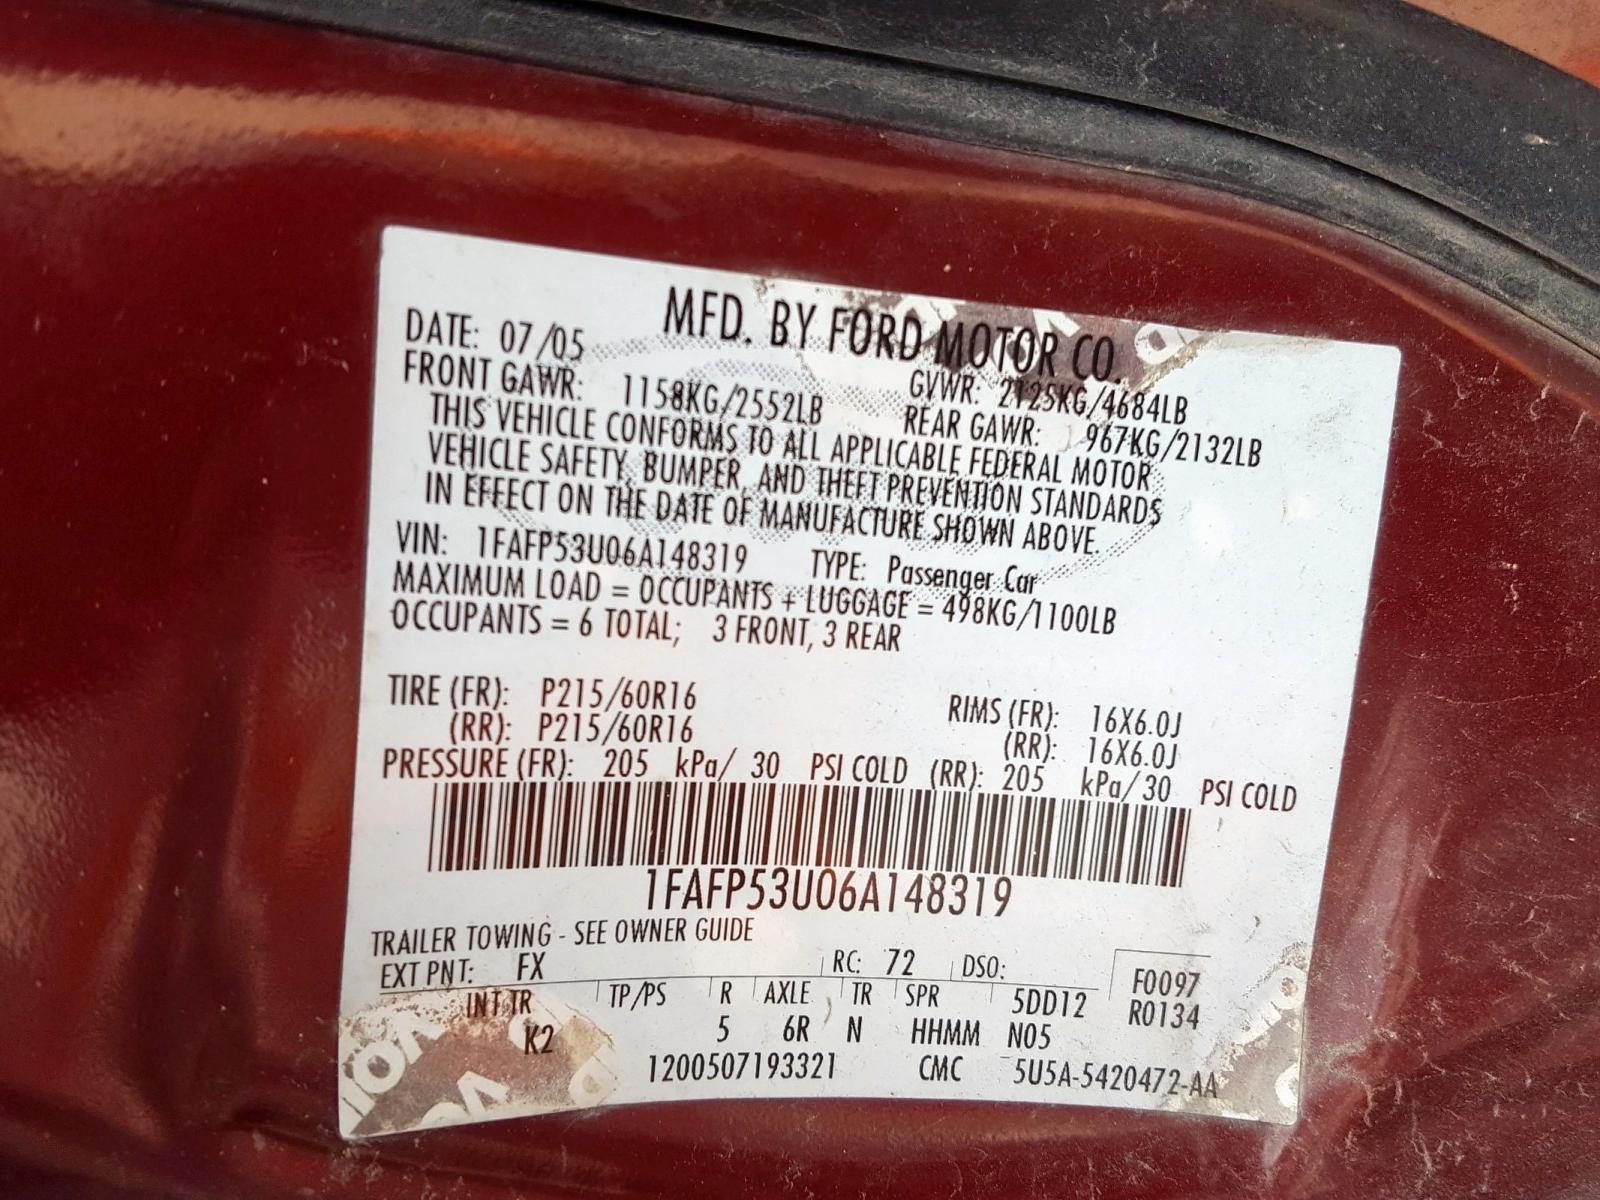 MFD. BY FORD MOTOR CO.
DATE: 07/05 GVWR: 2125KG/4684LB
FRONT GAWR: 1158KG/2552LB REAR GAWR: 967KG/2132LB
THIS VEHICLE CONFORMS TO ALL APPLICABLE FEDERAL MOTOR
VEHICLE SAFETY, BUMPER, AND THEFT PREVENTION STANDARDS
IN EFFECT ON THE DATE OF MANUFACTURE SHOWN ABOVE.
VIN: 1FAFP53U06A148319 TYPE: Passenger Car
MAXIMUM LOAD = OCCUPANTS + LUGGAGE = 498KG/1100LB
OCCUPANTS = 6 TOTAL; 3 FRONT, 3 REAR
TIRE (FR): P215/60R16 RIMS (FR): 16X6.0J
(RR): P215/60R16 (RR): 16X6.0J
PRESSURE (FR): 205 kPa/ 30 PSI COLD (RR): 205 kPa/ 30 PSI COLD
1FAFP53U06A148319
TRAILER TOWING - SEE OWNER GUIDE
EXT PNT: FX RC: 72 DSO: F0097
INT TR TP/PS R AXLE TR SPR 5DD12 R0134
K2 5 6R N HHMM N05
1200507193321 CMC 5U5A-5420472-AA